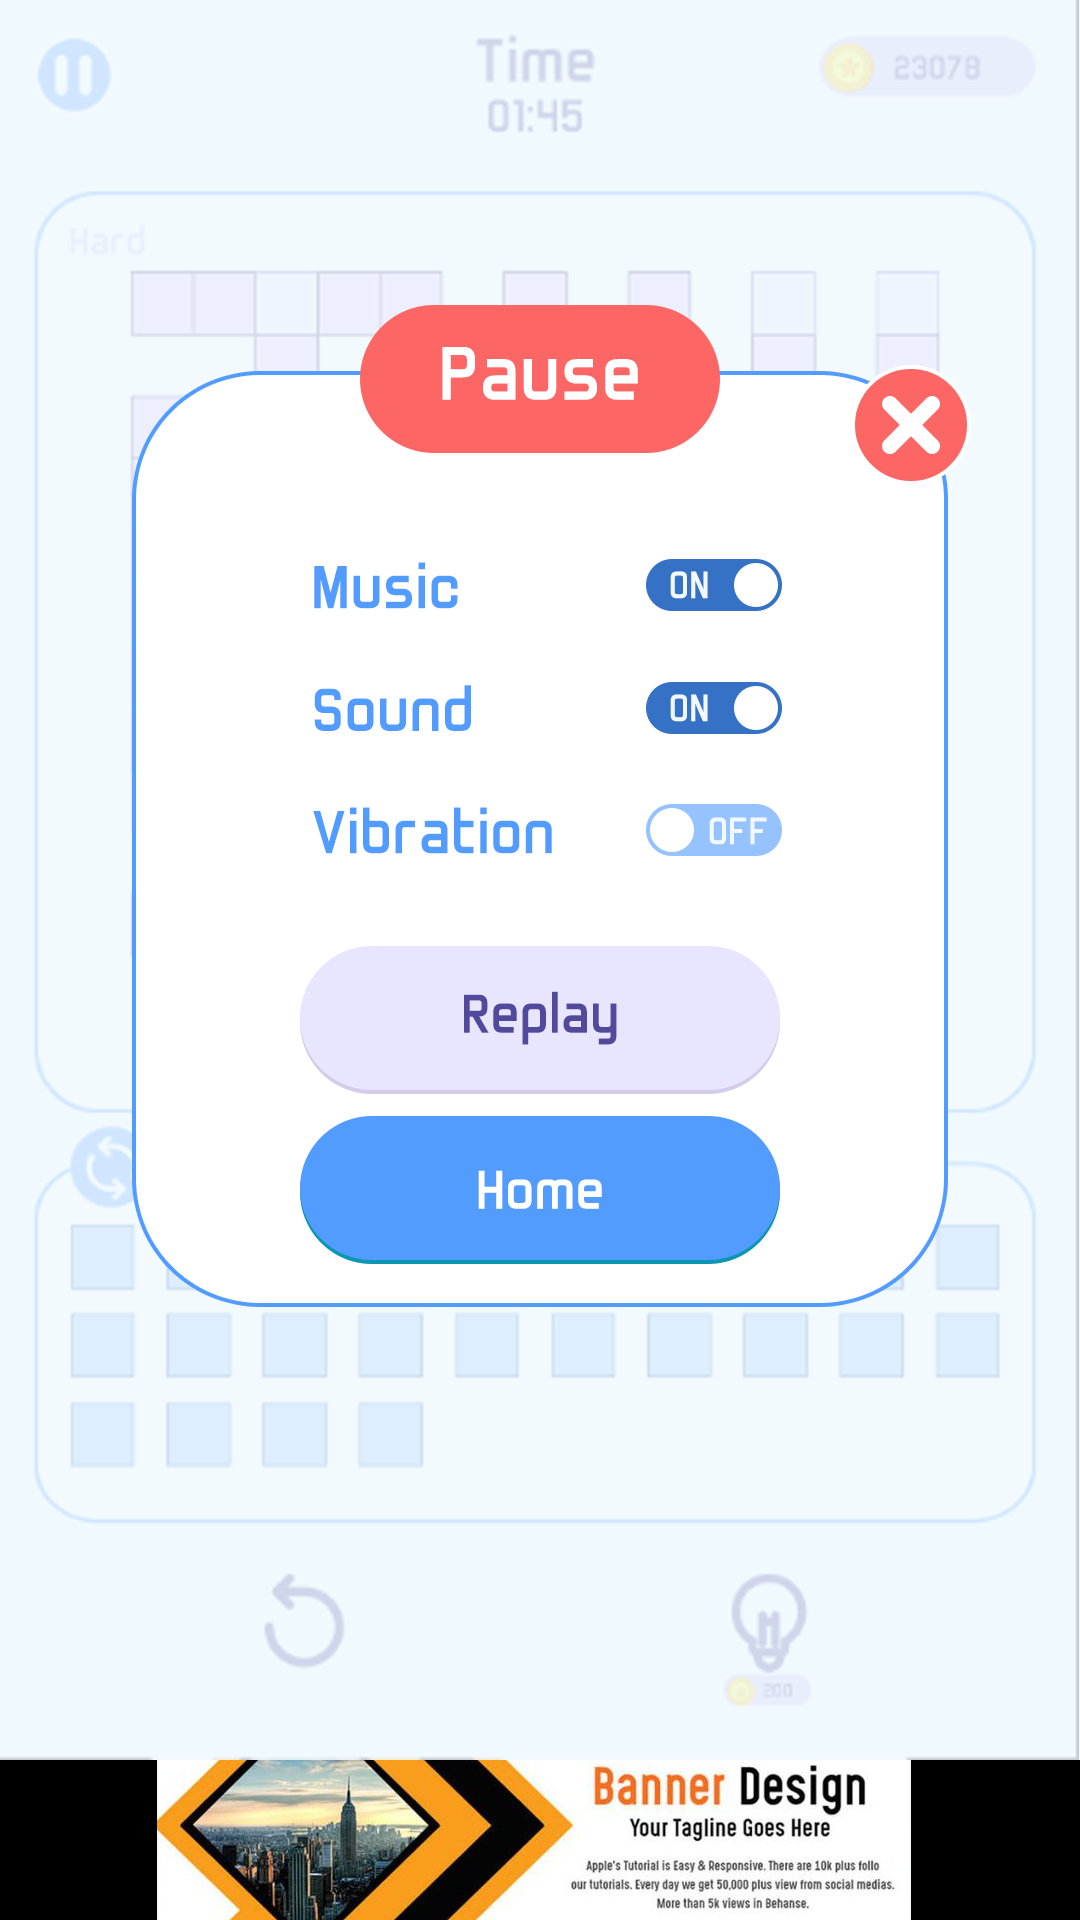 Time
01:45
23078
Hard
Pause
Music
ON
Sound
ON
Vibration
OFF
Replay
Home
200
Banner Design
Your Tagline Goes Here
Apple's Tutorial is Easy & Responsive. There are 10k plus follo
our tutorials. Every day we get 50,000 plus view from social medias.
More than 5k views in Behanse.